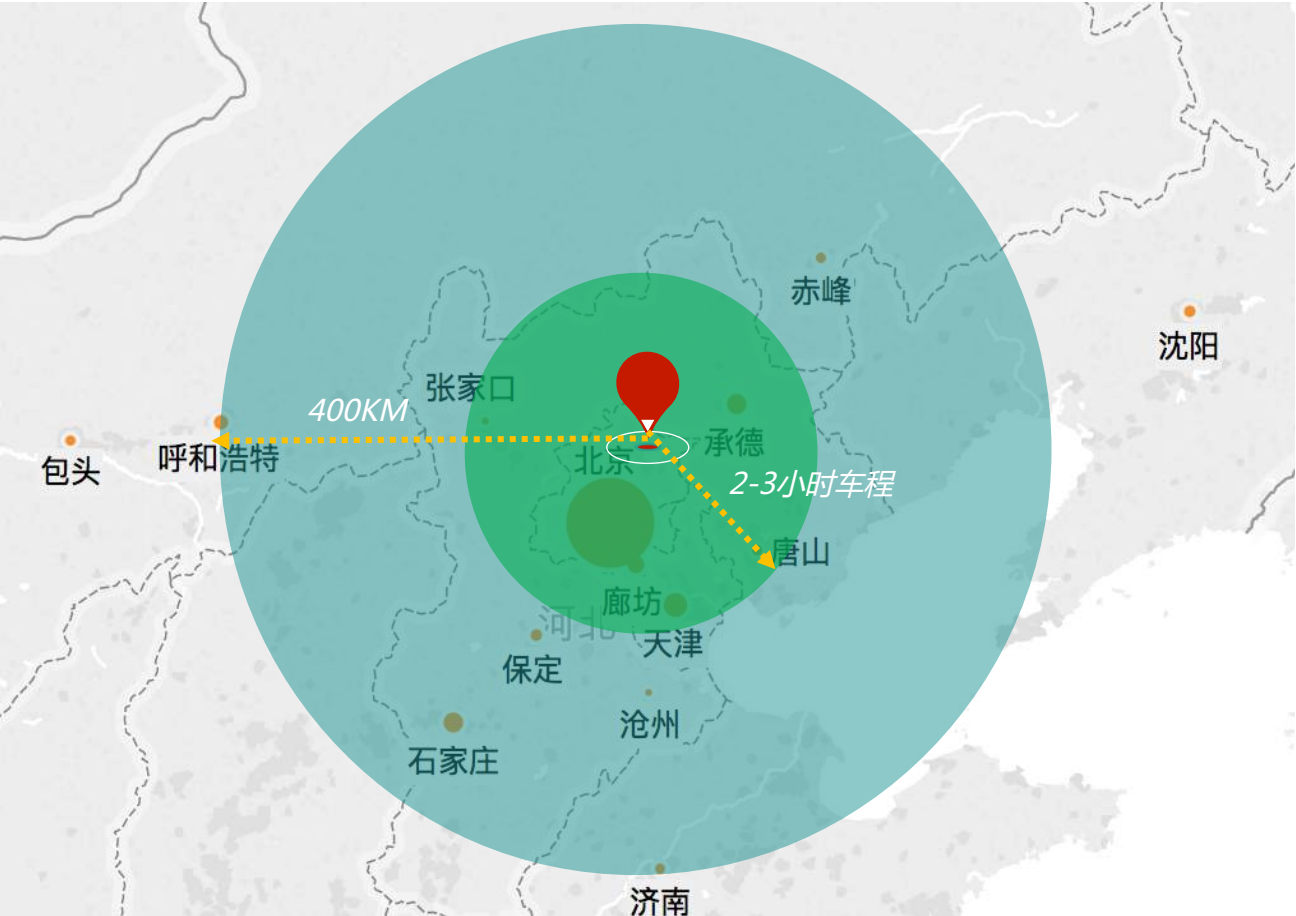 赤峰
沈阳
张家口
400KM
承德
呼和浩特
北京
包头
2-3小时车程
唐山
廊坊
河北
天津
保定
沧州
石家庄
济南